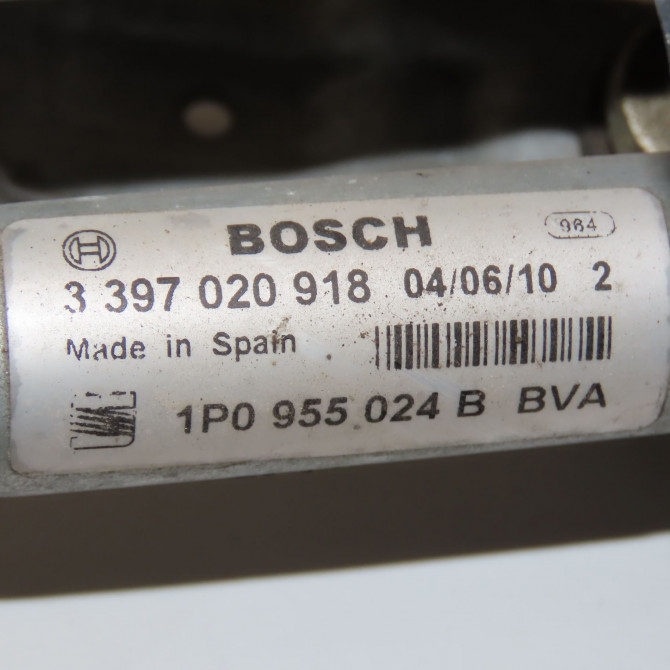 BOSCH 984
3 397 020 918 04/06/10 2
Made in Spain
1P0 955 024 B BVA